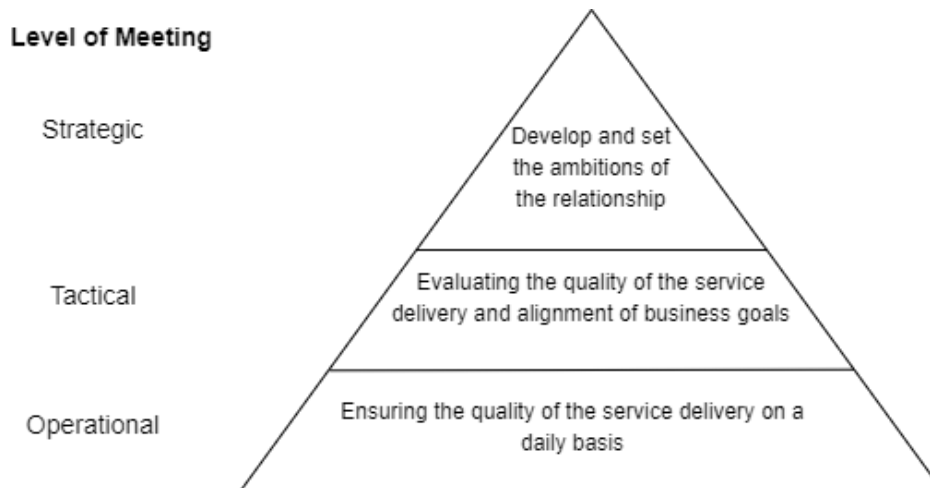 Level of Meeting
Strategic
Develop and set
the ambitions of
the relationship
Tactical
Evaluating the quality of the service
delivery and alignment of business goals
Operational
Ensuring the quality of the service delivery on a
daily basis